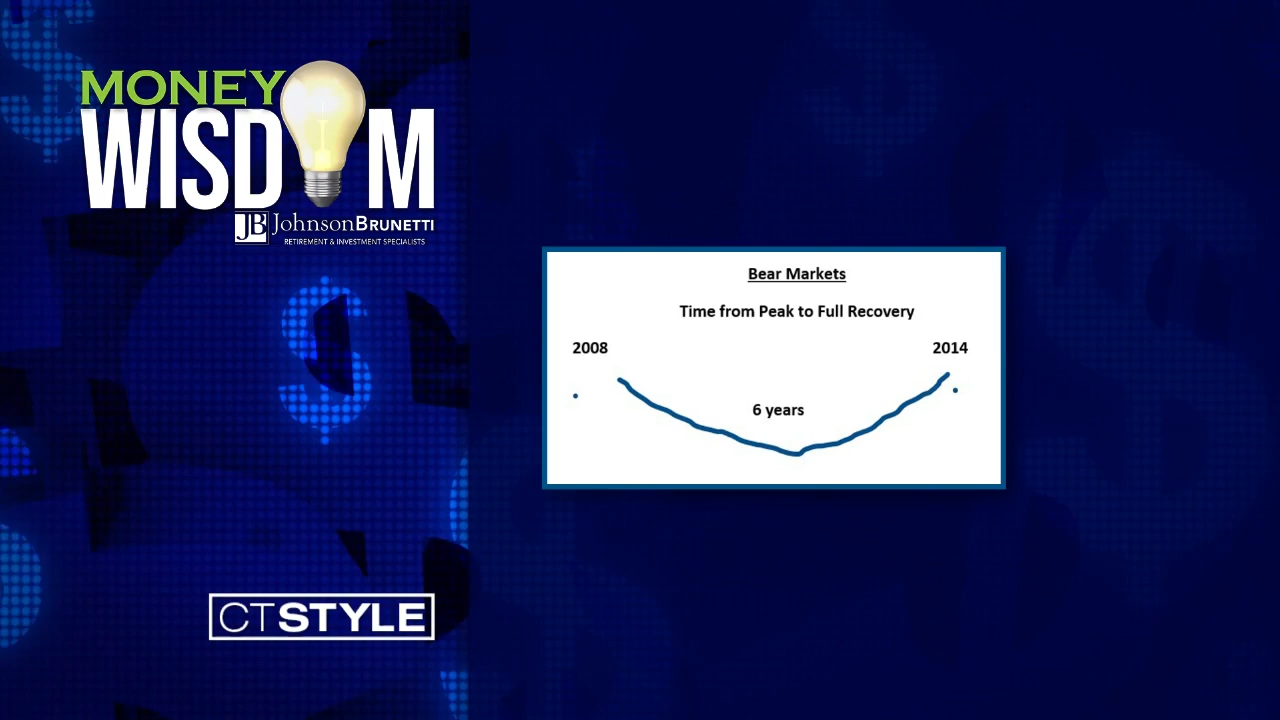 MONEY
WISDOM
JB JohnsonBrunetti
RETIREMENT & INVESTMENT SPECIALISTS
Bear Markets
Time from Peak to Full Recovery
2008
2014
6 years
CTSTYLE